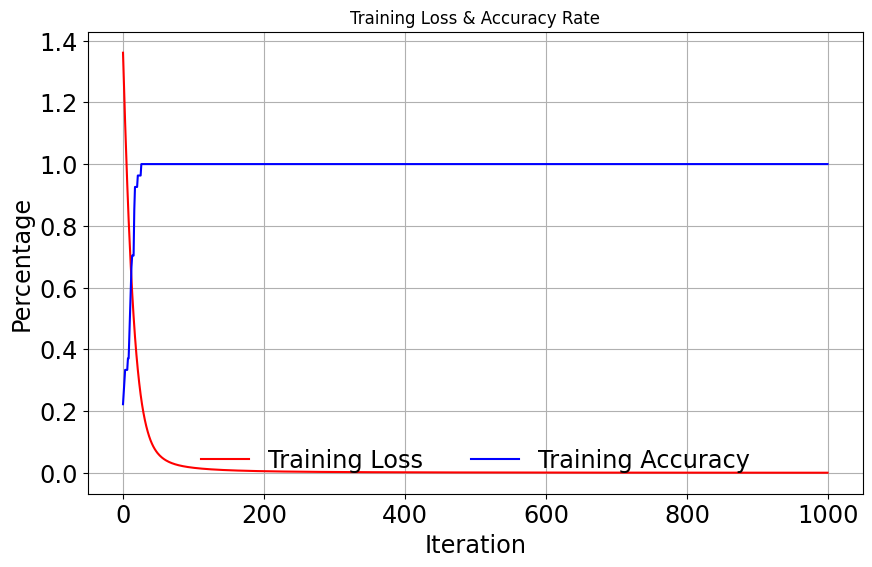 Training Loss & Accuracy Rate
1.4
1.2
1.0
0.8
0.6
0.4
0.2
0.0
Percentage
Training Loss Training Accuracy
0 200 400 600 800 1000
Iteration